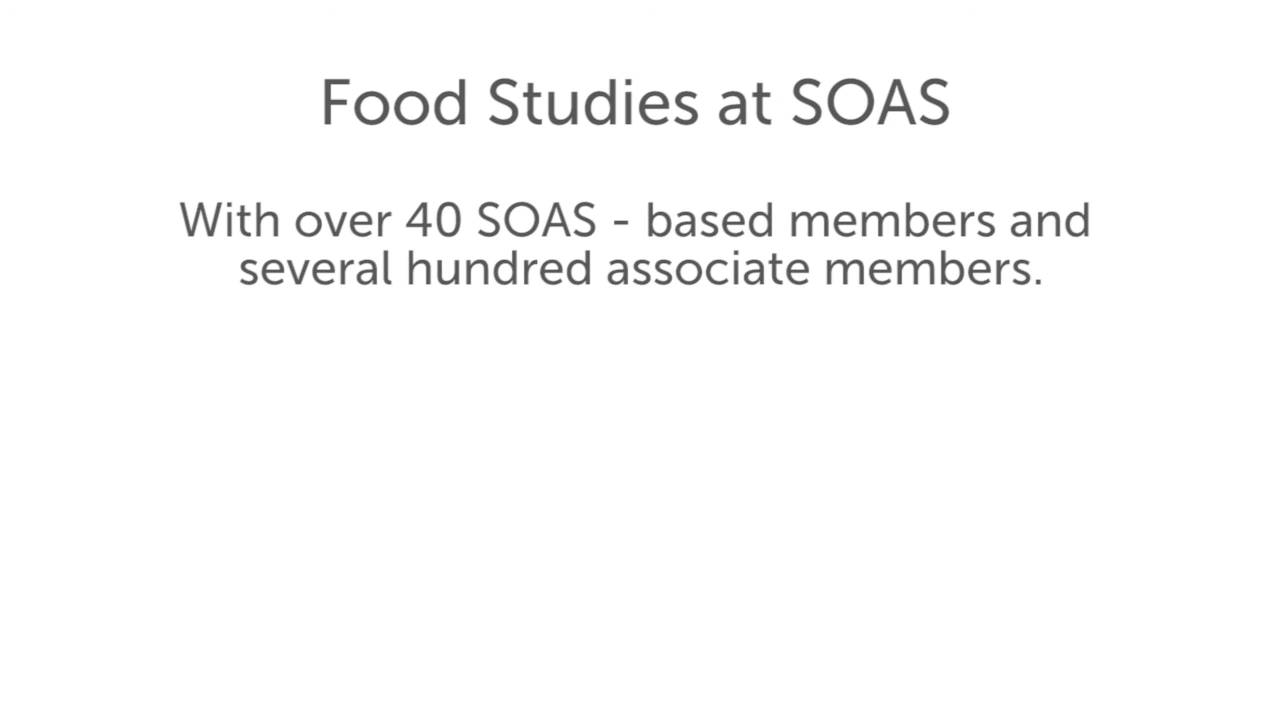 Food Studies at SOAS
With over 40 SOAS - based members and
several hundred associate members.